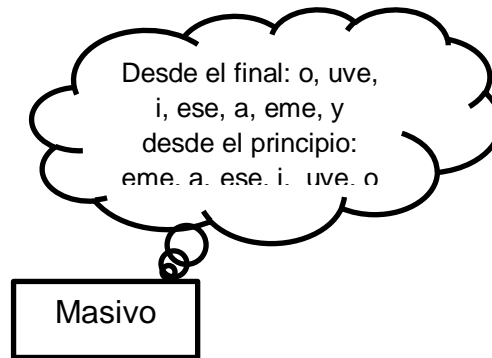 Desde el final: o, uve,
i, ese, a, eme, y
desde el principio:
eme, a, ese, i, uve, o
Masivo